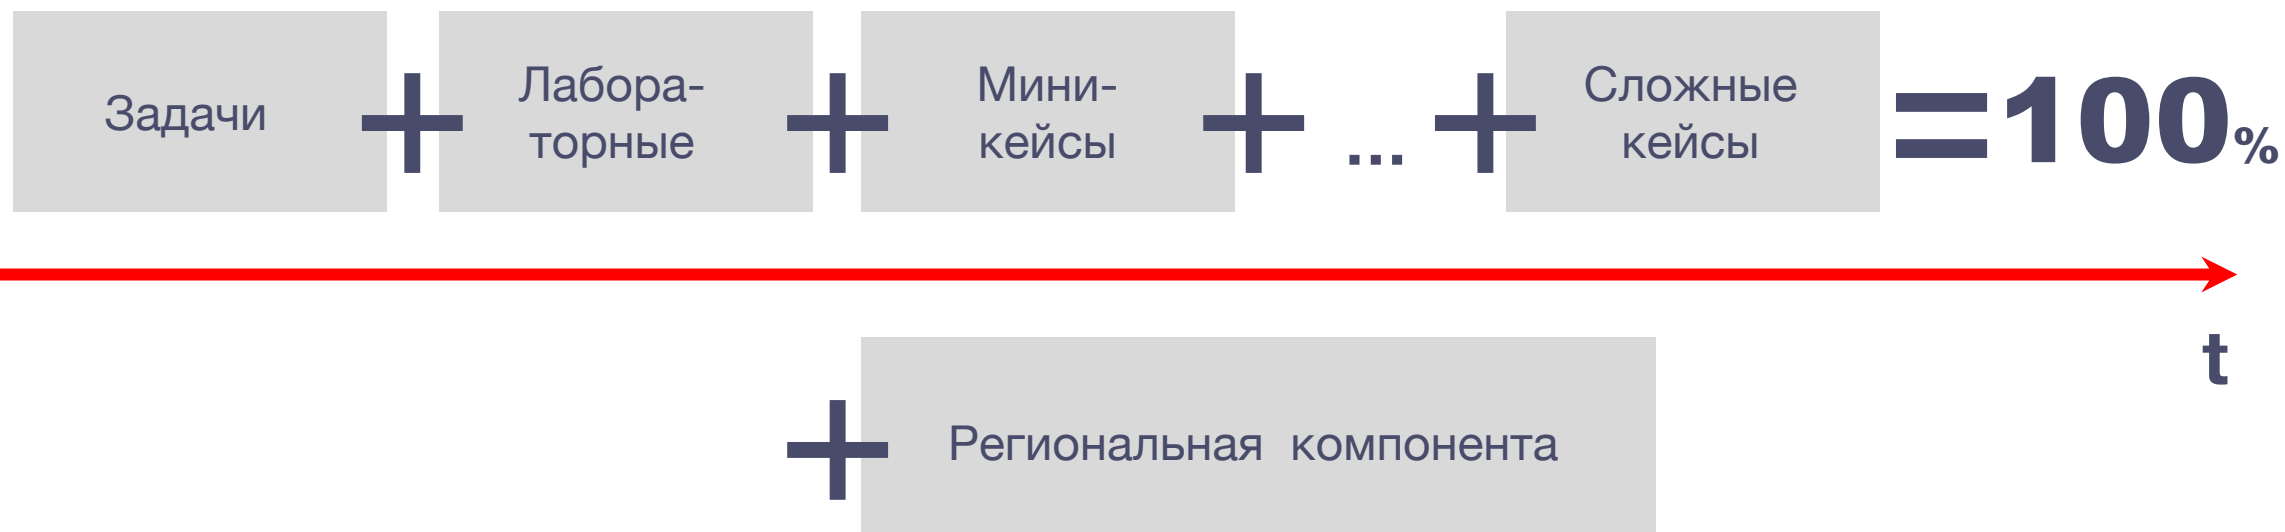 Задачи
+
Лабора-
торные
+
Мини-
кейсы
+
...
+
Сложные
кейсы
=100%
t
+
Региональная компонента